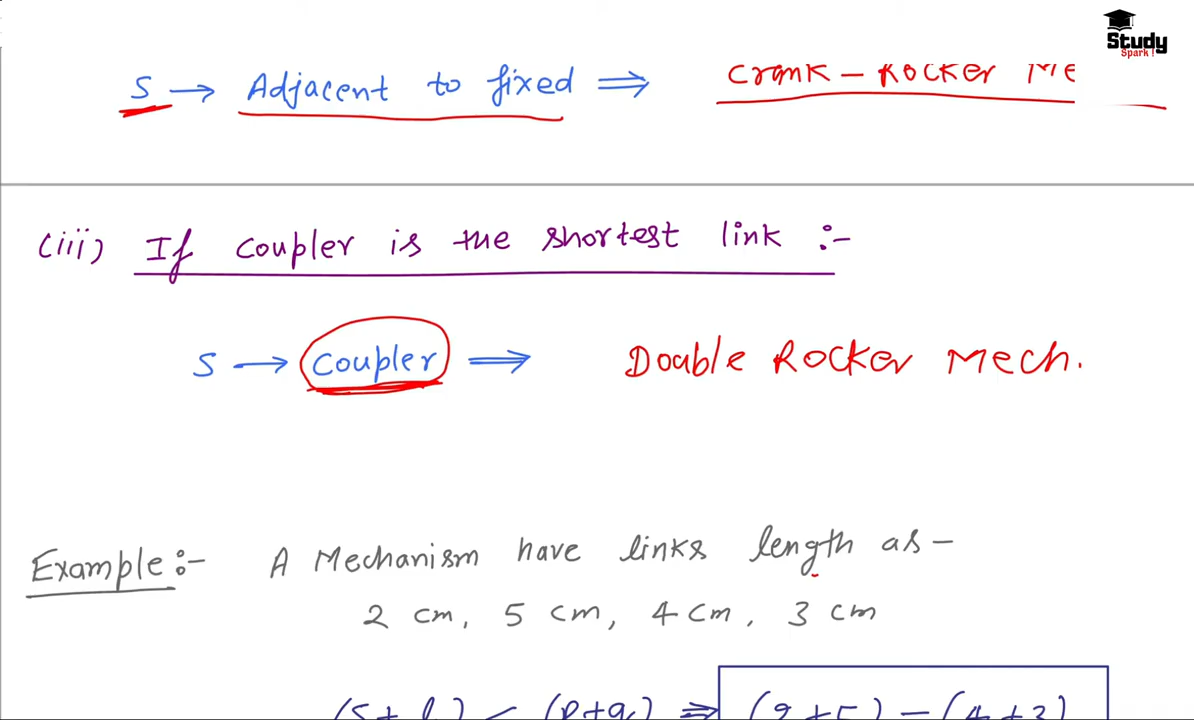 Study
Spark!
S → Adjacent to fixed ⇒ Crank - Rocker
(iii) If Coupler is the shortest link :-
S → Coupler ⇒ Double Rocker Mech.
Example:- A Mechanism have links length as -
2 cm, 5 cm, 4 cm, 3 cm